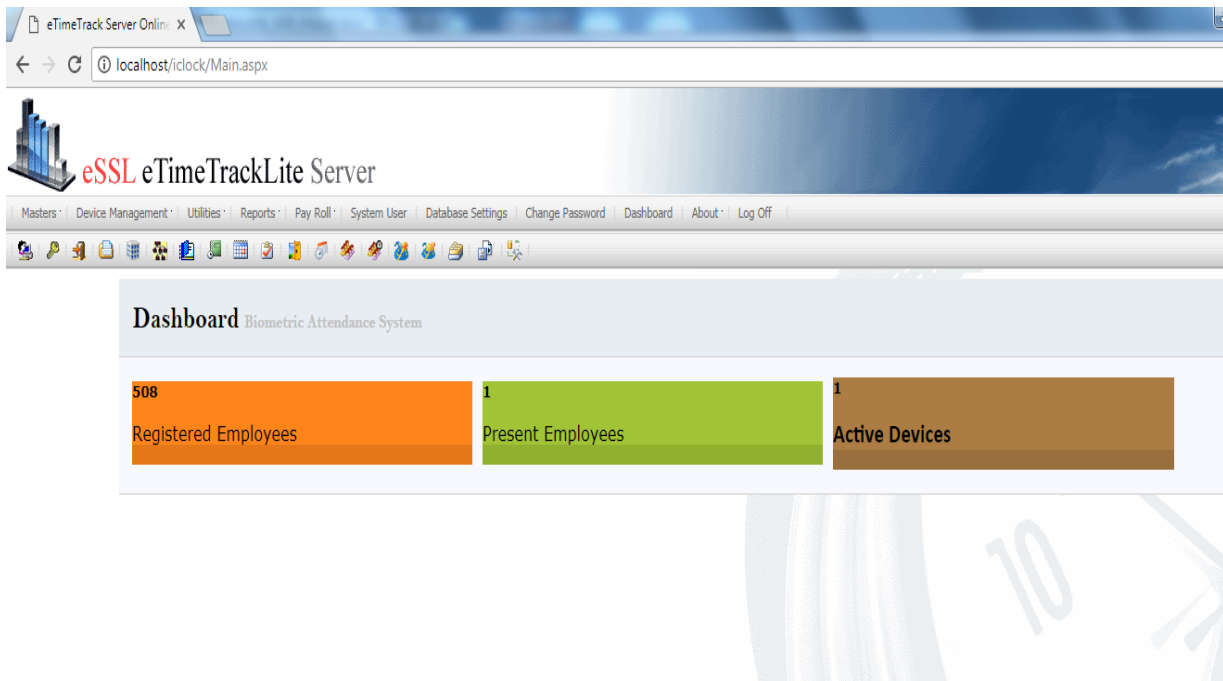 eTimeTrack Server Online
localhost/iclock/Main.aspx
eSSL eTimeTrackLite Server
Masters Device Management Utilities Reports Pay Roll System User Database Settings Change Password Dashboard About Log Off
Dashboard Biometric Attendance System
508 1 1
Registered Employees Present Employees Active Devices
10